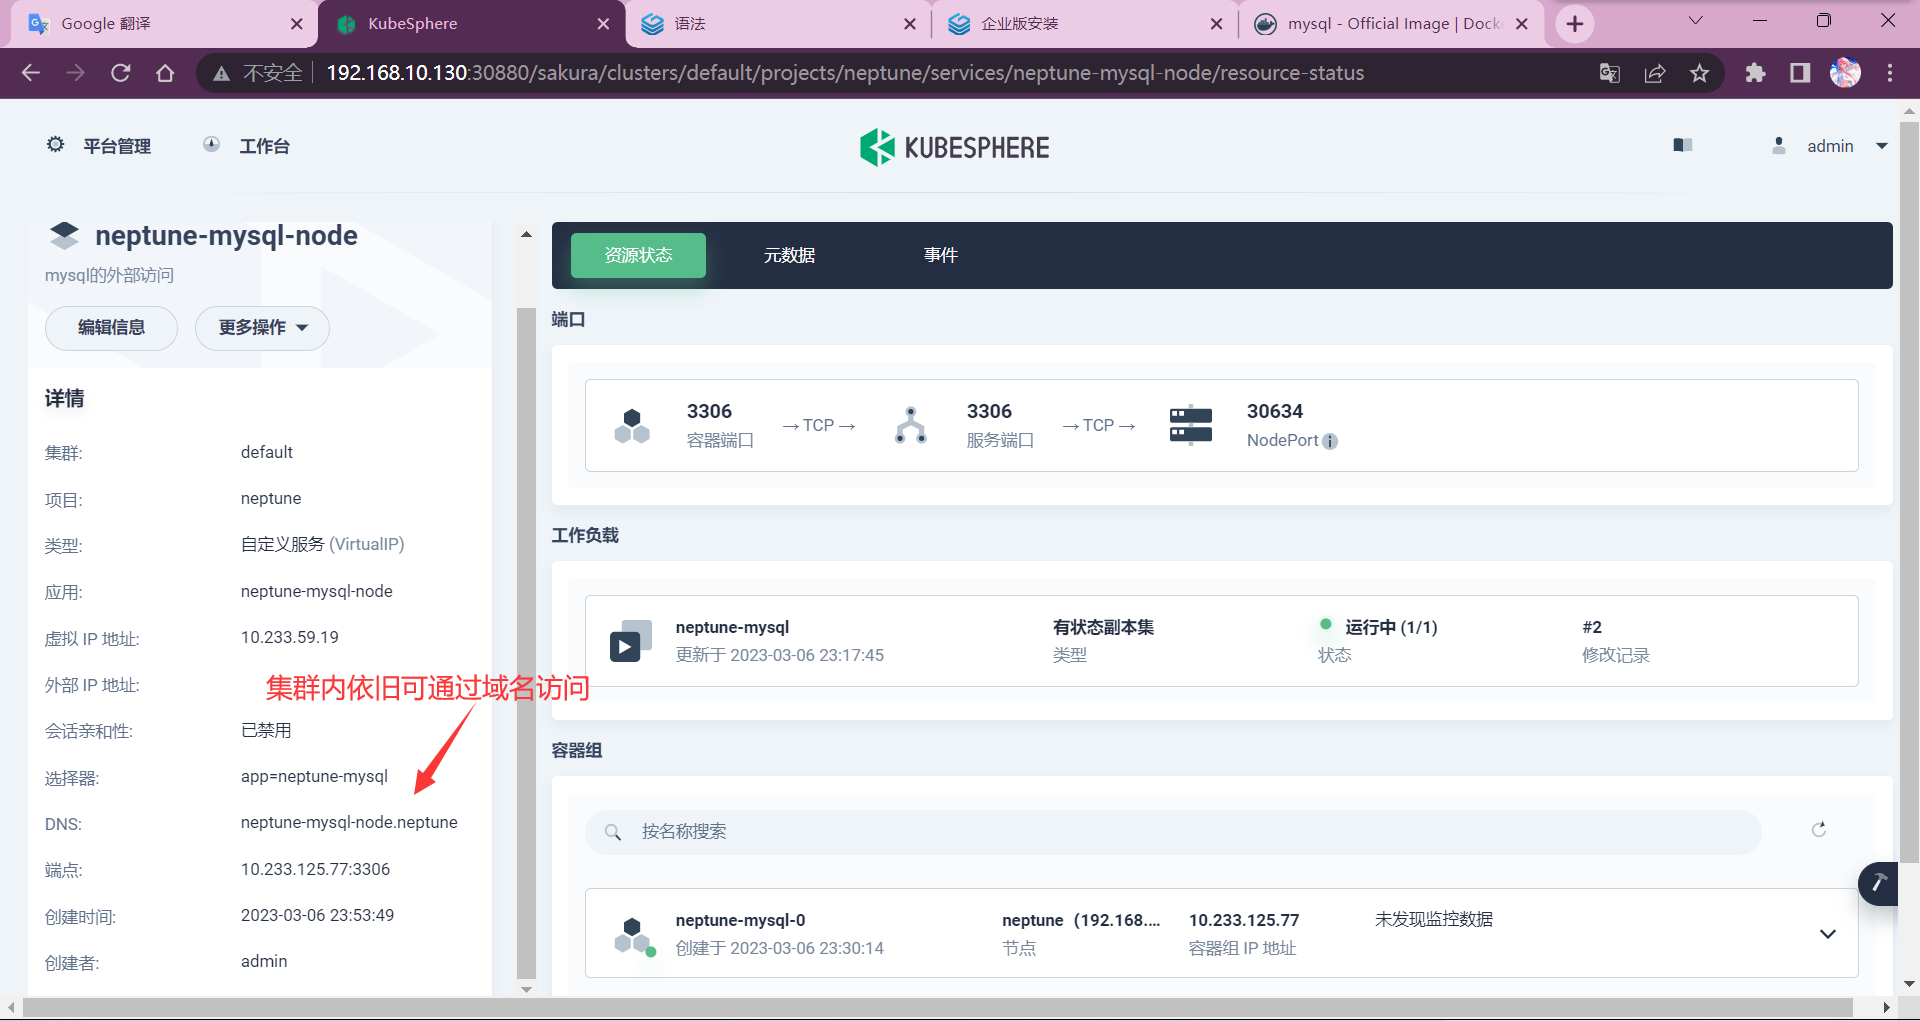 Google 翻译
KubeSphere
语法
企业版安装
mysql - Official Image | Dock
不安全
192.168.10.130:30880/sakura/clusters/default/projects/neptune/services/neptune-mysql-node/resource-status
平台管理
工作台
KUBESPHERE
admin
neptune-mysql-node
mysql的外部访问
编辑信息
更多操作
详情
集群: default
项目: neptune
类型: 自定义服务 (VirtualIP)
应用: neptune-mysql-node
虚拟 IP 地址: 10.233.59.19
外部 IP 地址:
集群内依旧可通过域名访问
会话亲和性: 已禁用
选择器: app=neptune-mysql
DNS: neptune-mysql-node.neptune
端点: 10.233.125.77:3306
创建时间: 2023-03-06 23:53:49
创建者: admin
资源状态
元数据
事件
端口
3306
容器端口
→TCP→
3306
服务端口
→TCP→
30634
NodePort
工作负载
neptune-mysql
更新于 2023-03-06 23:17:45
有状态副本集
类型
运行中 (1/1)
状态
#2
修改记录
容器组
按名称搜索
neptune-mysql-0
创建于 2023-03-06 23:30:14
neptune（192.168....
节点
10.233.125.77
容器组 IP 地址
未发现监控数据